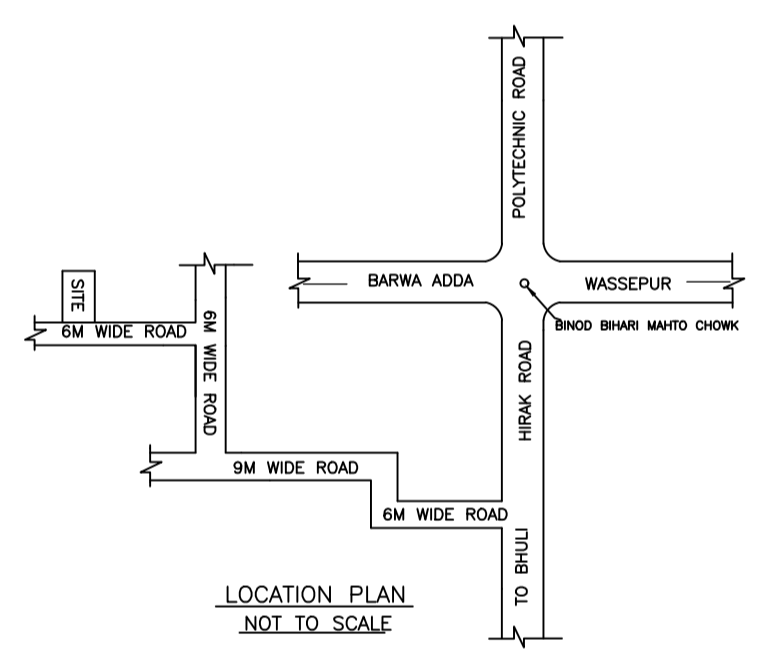 POLYTECHNIC ROAD
BARWA ADDA
WASSEPUR
SITE
6M WIDE ROAD
6M WIDE ROAD
BINOD BIHARI MAHTO CHOWK
HIRAK ROAD
9M WIDE ROAD
6M WIDE ROAD
TO BHULI
LOCATION PLAN
NOT TO SCALE